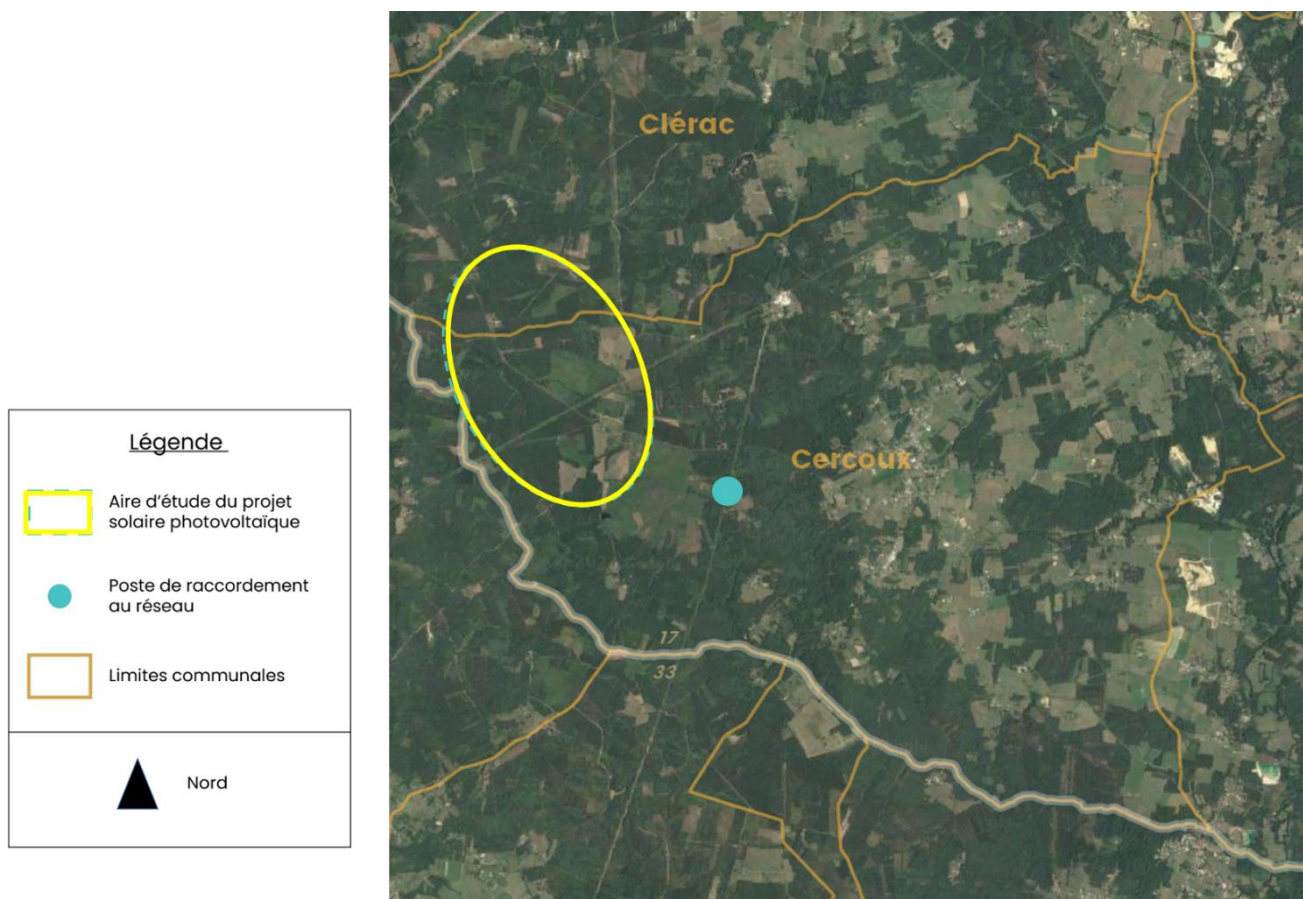 Légende
Aire d'étude du projet
solaire photovoltaïque
Poste de raccordement
au réseau
Limites communales
Nord
Clérac
Cercoux
17
33